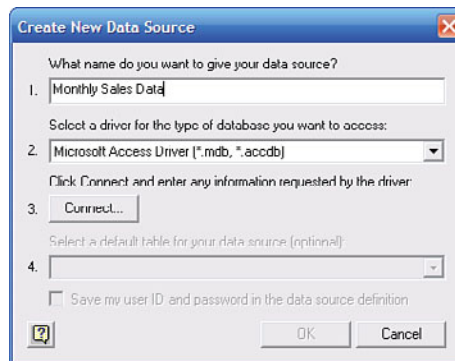 Create New Data Source
What name do you want to give your data source?
1. Monthly Sales Data
Select a driver for the type of database you want to access:
2. Microsoft Access Driver (*.mdb, *.accdb)
Click Connect and enter any information requested by the driver:
3. Connect...
Select a default table for your data source (optional):
4.
Save my user ID and password in the data source definition
? OK Cancel